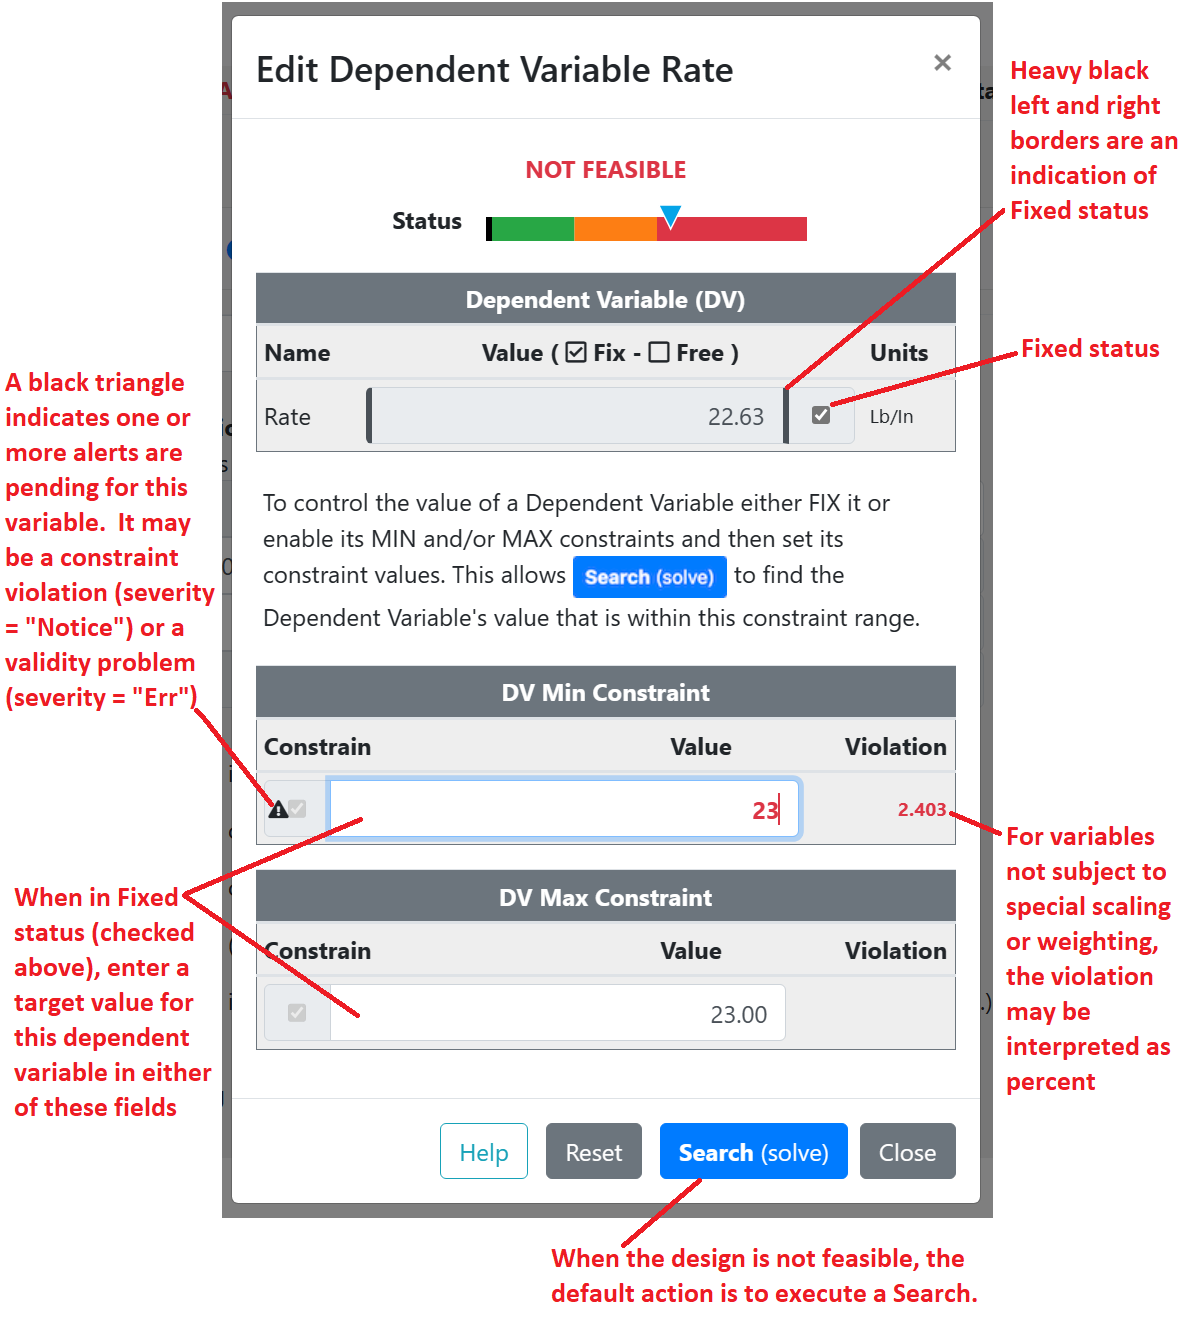 Edit Dependent Variable Rate
×
Heavy black
left and right
borders are an
indication of
Fixed status
NOT FEASIBLE
Status
Dependent Variable (DV)
Name Value ( Fix - Free ) Units
Fixed status
Rate 22.63 Lb/In
A black triangle
indicates one or
more alerts are
pending for this
variable. It may
be a constraint
violation (severity
= "Notice") or a
validity problem
(severity = "Err")
To control the value of a Dependent Variable either FIX it or
enable its MIN and/or MAX constraints and then set its
constraint values. This allows Search (solve) to find the
Dependent Variable's value that is within this constraint range.
DV Min Constraint
Constrain Value Violation
23 2.403
For variables
not subject to
special scaling
or weighting,
the violation
may be
interpreted as
percent
When in Fixed
status (checked
above), enter a
target value for
this dependent
variable in either
of these fields
DV Max Constraint
Constrain Value Violation
23.00
Help Reset Search (solve) Close
When the design is not feasible, the
default action is to execute a Search.